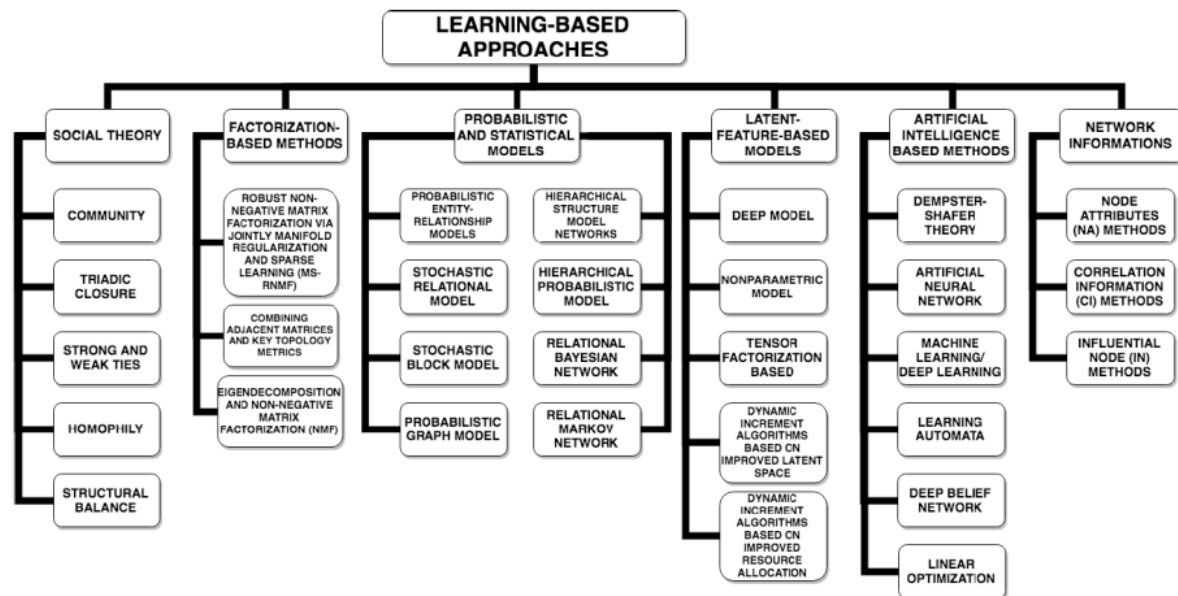 LEARNING-BASED
APPROACHES
SOCIAL THEORY
FACTORIZATION-
BASED METHODS
PROBABILISTIC
AND STATISTICAL
MODELS
LATENT-
FEATURE-BASED
MODELS
ARTIFICIAL
INTELLIGENCE
BASED METHODS
NETWORK
INFORMATIONS
COMMUNITY
TRIADIC
CLOSURE
STRONG AND
WEAK TIES
HOMOPHILY
STRUCTURAL
BALANCE
ROBUST NON-
NEGATIVE MATRIX
FACTORIZATION VIA
JOINTLY MANIFOLD
REGULARIZATION
AND SPARSE
LEARNING (MS-
RNMF)
COMBINING
ADJACENT MATRICES
AND KEY TOPOLOGY
METRICS
EIGENDECOMPOSITION
AND NON-NEGATIVE
MATRIX
FACTORIZATION (NMF)
PROBABILISTIC
ENTITY-
RELATIONSHIP
MODELS
STOCHASTIC
RELATIONAL
MODEL
STOCHASTIC
BLOCK MODEL
PROBABILISTIC
GRAPH MODEL
HIERARCHICAL
STRUCTURE
MODEL
NETWORKS
HIERARCHICAL
PROBABILISTIC
MODEL
RELATIONAL
BAYESIAN
NETWORK
RELATIONAL
MARKOV
NETWORK
DEEP MODEL
NONPARAMETRIC
MODEL
TENSOR
FACTORIZATION
BASED
DYNAMIC
INCREMENT
ALGORITHMS
BASED ON
IMPROVED LATENT
SPACE
DYNAMIC
INCREMENT
ALGORITHMS
BASED ON
IMPROVED
RESOURCE
ALLOCATION
DEMPSTER-
SHAFER
THEORY
ARTIFICIAL
NEURAL
NETWORK
MACHINE
LEARNING/
DEEP LEARNING
LEARNING
AUTOMATA
DEEP BELIEF
NETWORK
LINEAR
OPTIMIZATION
NODE
ATTRIBUTES
(NA) METHODS
CORRELATION
INFORMATION
(CI) METHODS
INFLUENTIAL
NODE (IN)
METHODS